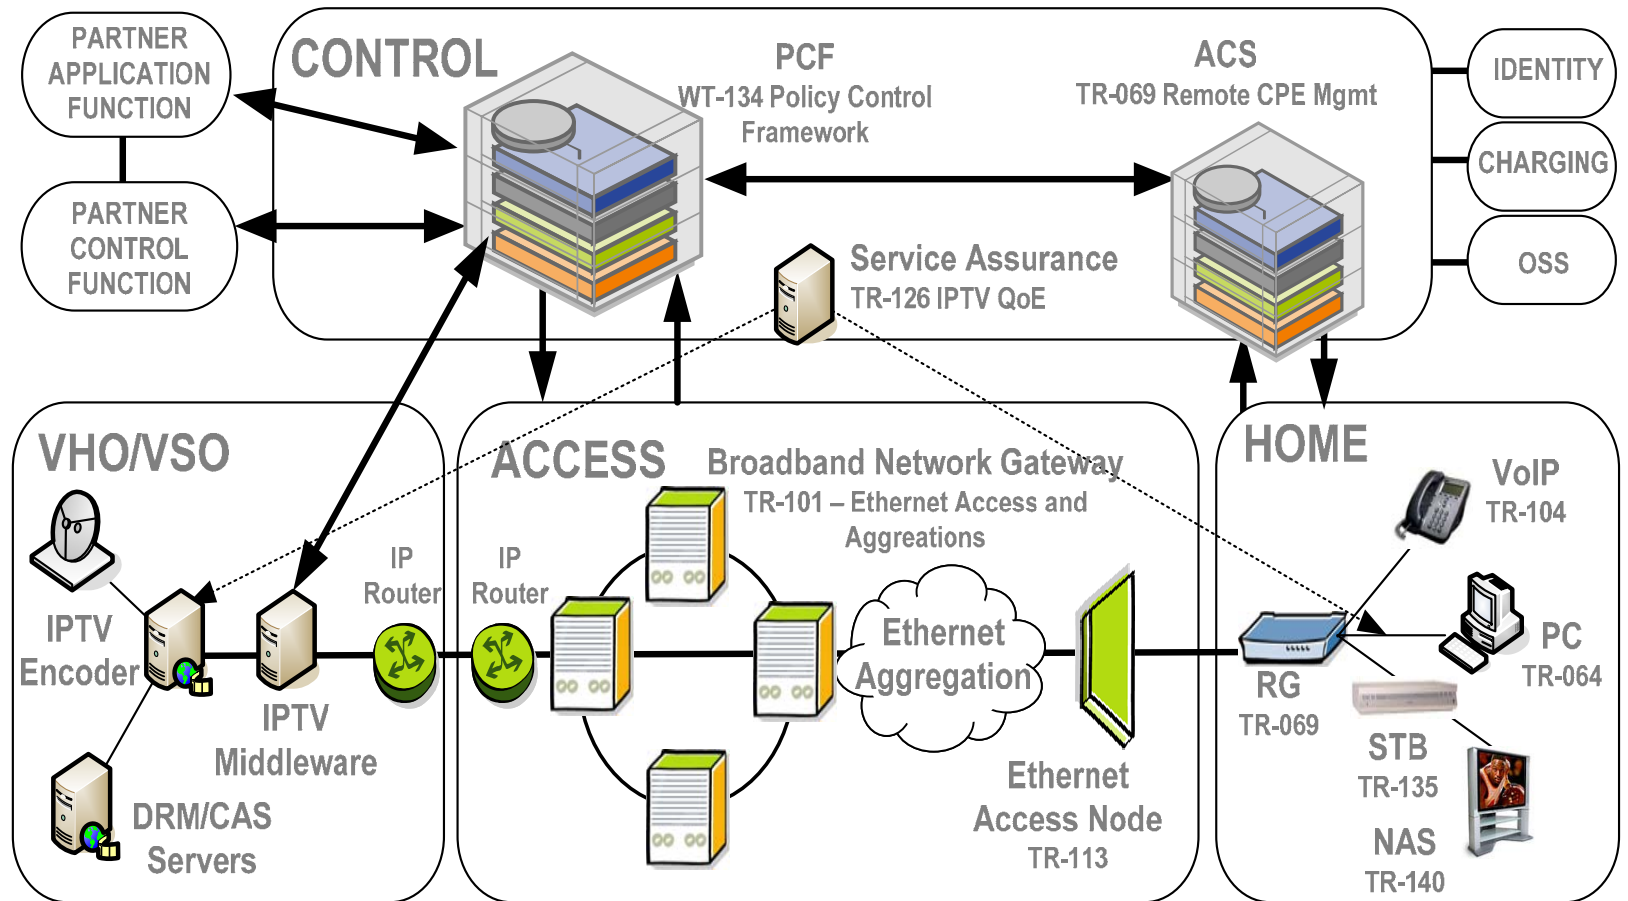 PARTNER
APPLICATION
FUNCTION
PARTNER
CONTROL
FUNCTION
CONTROL
PCF
WT-134 Policy Control
Framework
ACS
TR-069 Remote CPE Mgmt
Service Assurance
TR-126 IPTV QoE
IDENTITY
CHARGING
OSS
VHO/VSO
IPTV
Encoder
IPTV
Middleware
DRM/CAS
Servers
IP
Router
ACCESS
IP
Router
Broadband Network Gateway
TR-101 – Ethernet Access and
Aggreations
Ethernet
Aggregation
Ethernet
Access Node
TR-113
HOME
VoIP
TR-104
PC
TR-064
RG
TR-069
STB
TR-135
NAS
TR-140